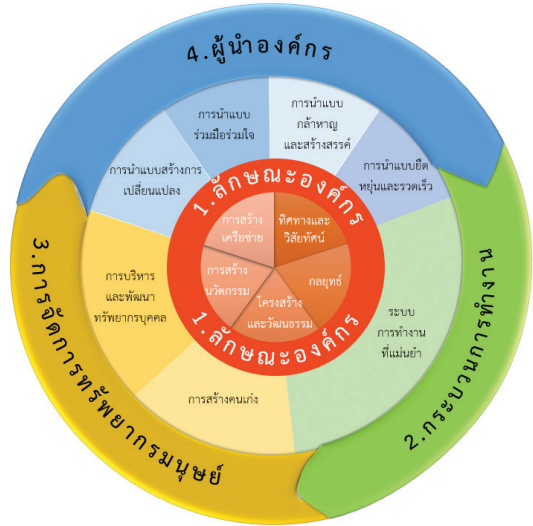 4.ผู้นำองค์กร
การนำแบบ
ร่วมมือร่วมใจ
การนำแบบ
กล้าหาญ
และสร้างสรรค์
การนำแบบสร้างการ
เปลี่ยนแปลง
การนำแบบยืด
หยุ่นและรวดเร็ว
1.ลักษณะองค์กร
การสร้าง
เครือข่าย
ทิศทางและ
วิสัยทัศน์
การสร้าง
นวัตกรรม
กลยุทธ์
โครงสร้าง
และวัฒนธรรม
1.ลักษณะองค์กร
3.การจัดการทรัพยากรมนุษย์
การบริหาร
และพัฒนา
ทรัพยากรบุคคล
การสร้างคนเก่ง
ระบบ
การทำงาน
ที่แม่นยำ
2.กระบวนการทำงาน